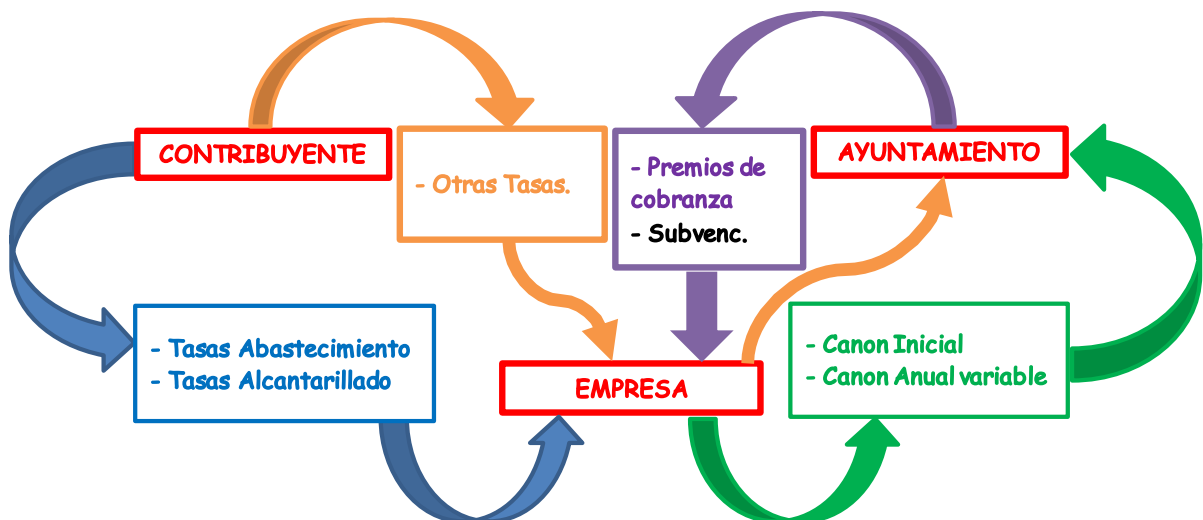 CONTRIBUYENTE
- Otras Tasas.
- Premios de
cobranza
- Subvenc.
AYUNTAMIENTO
- Tasas Abastecimiento
- Tasas Alcantarillado
EMPRESA
- Canon Inicial
- Canon Anual variable